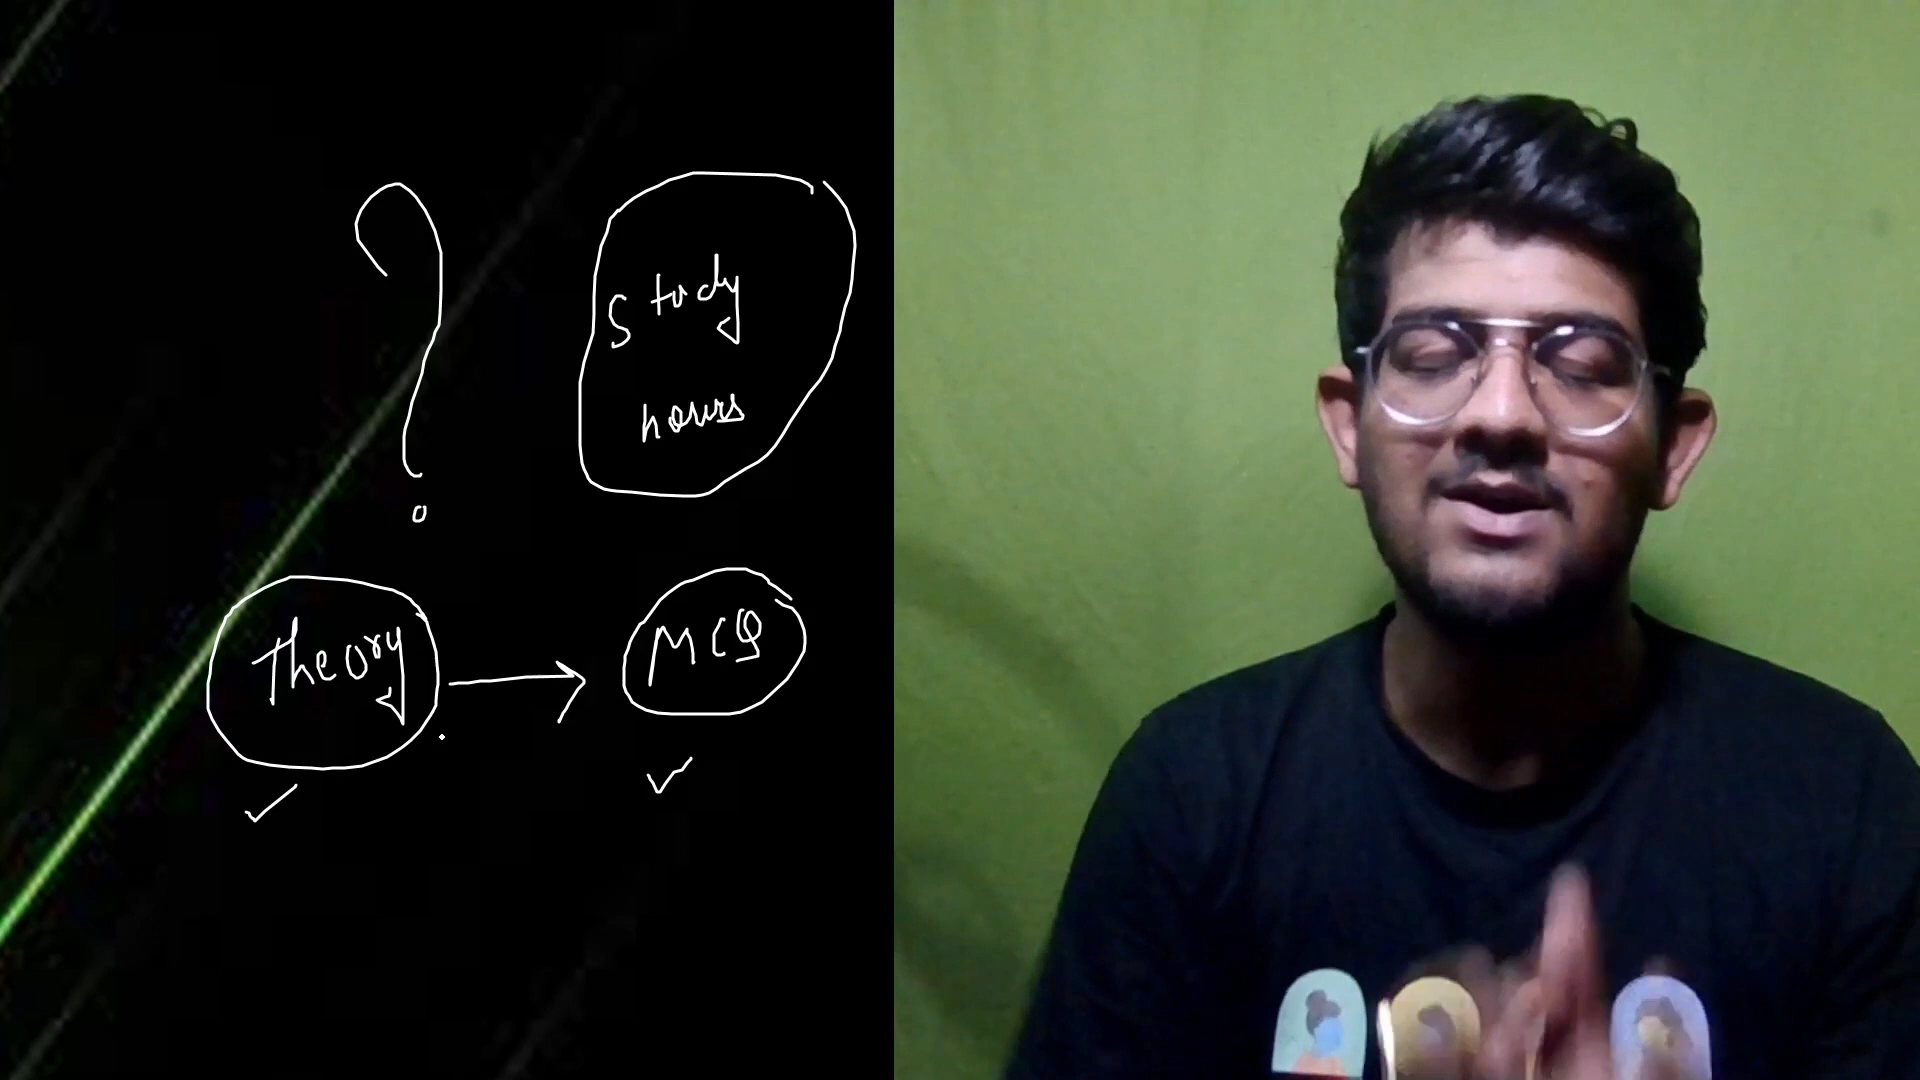 ?
Study
hours
Theory → MCQ
✓ ✓